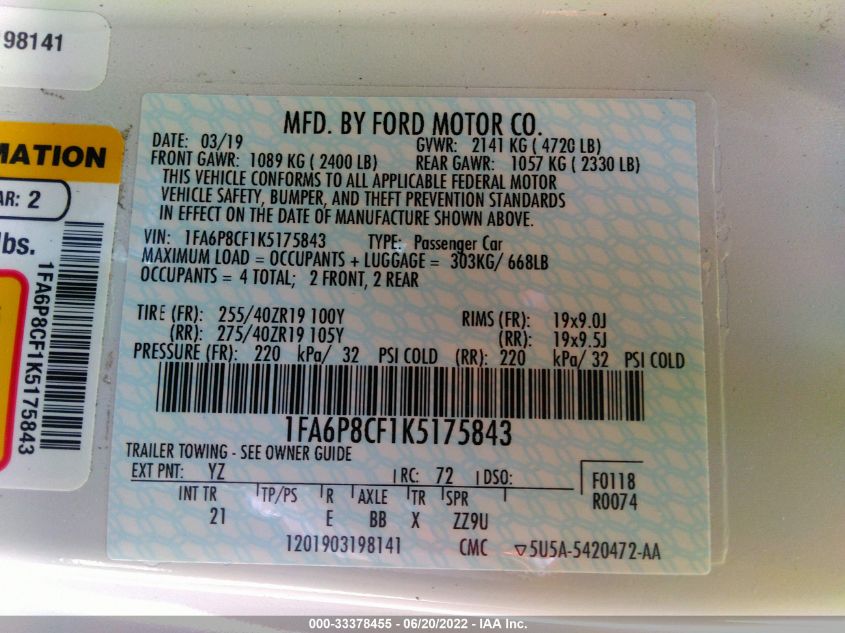 98141
MATION
AR: 2
lbs.
1FA6P8CF1K5175843
MFD. BY FORD MOTOR CO.
DATE: 03/19 GVWR: 2141 KG ( 4720 LB)
FRONT GAWR: 1089 KG ( 2400 LB) REAR GAWR: 1057 KG ( 2330 LB)
THIS VEHICLE CONFORMS TO ALL APPLICABLE FEDERAL MOTOR
VEHICLE SAFETY, BUMPER, AND THEFT PREVENTION STANDARDS
IN EFFECT ON THE DATE OF MANUFACTURE SHOWN ABOVE.
VIN: 1FA6P8CF1K5175843 TYPE: Passenger Car
MAXIMUM LOAD = OCCUPANTS + LUGGAGE = 303KG/ 668LB
OCCUPANTS = 4 TOTAL; 2 FRONT, 2 REAR
TIRE (FR): 255/40ZR19 100Y RIMS (FR): 19x9.0J
(RR): 275/40ZR19 105Y (RR): 19x9.5J
PRESSURE (FR): 220 kPa/ 32 PSI COLD (RR): 220 kPa/ 32 PSI COLD
1FA6P8CF1K5175843
TRAILER TOWING - SEE OWNER GUIDE
EXT PNT: YZ RC: 72 DSO: F0118
R0074
INT TR TP/PS R AXLE TR SPR
21 E BB X ZZ9U
1201903198141 CMC ▽5U5A-5420472-AA
000-33378455 - 06/20/2022 - IAA Inc.